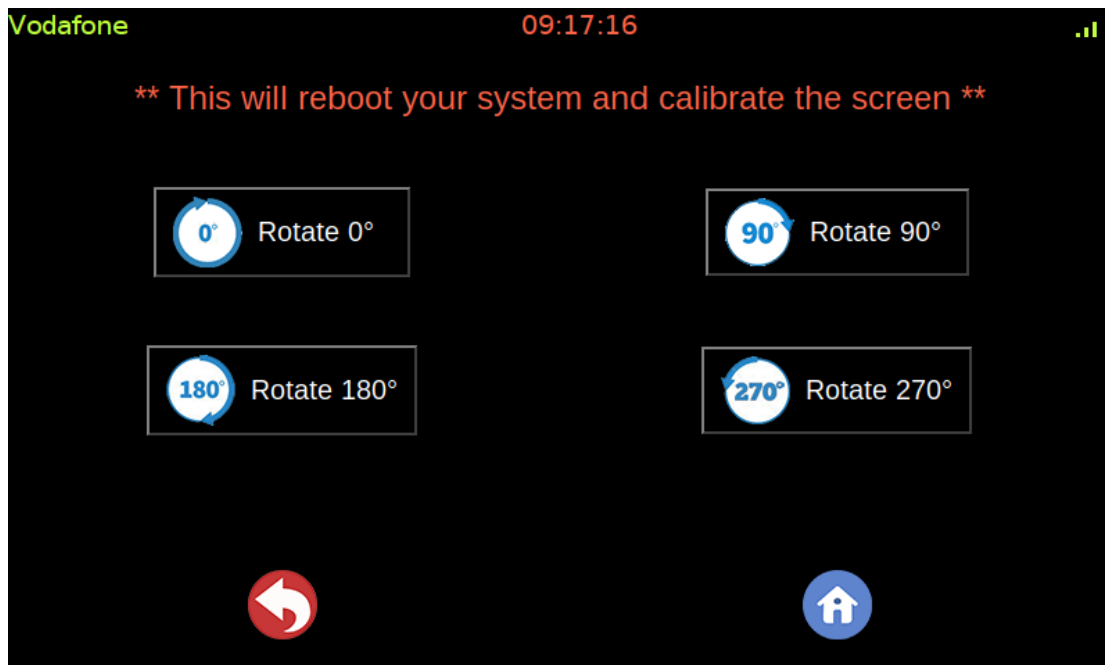 Vodafone 09:17:16
** This will reboot your system and calibrate the screen **
0° Rotate 0°
90° Rotate 90°
180° Rotate 180°
270° Rotate 270°